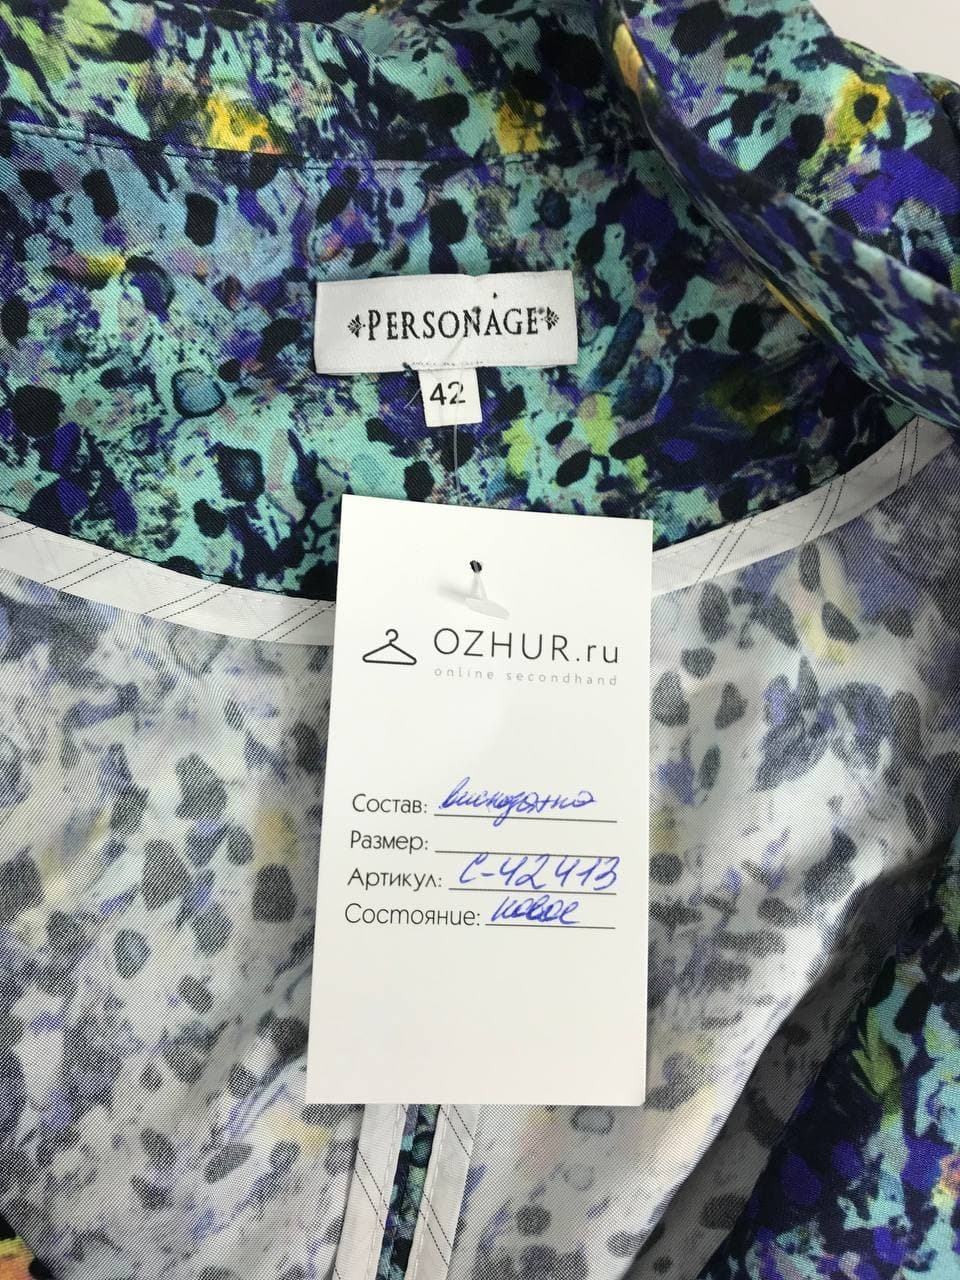 PERSONAGE
42
OZHUR.ru
online secondhand
Состав:
Размер:
Артикул: С-42413
Состояние: новое